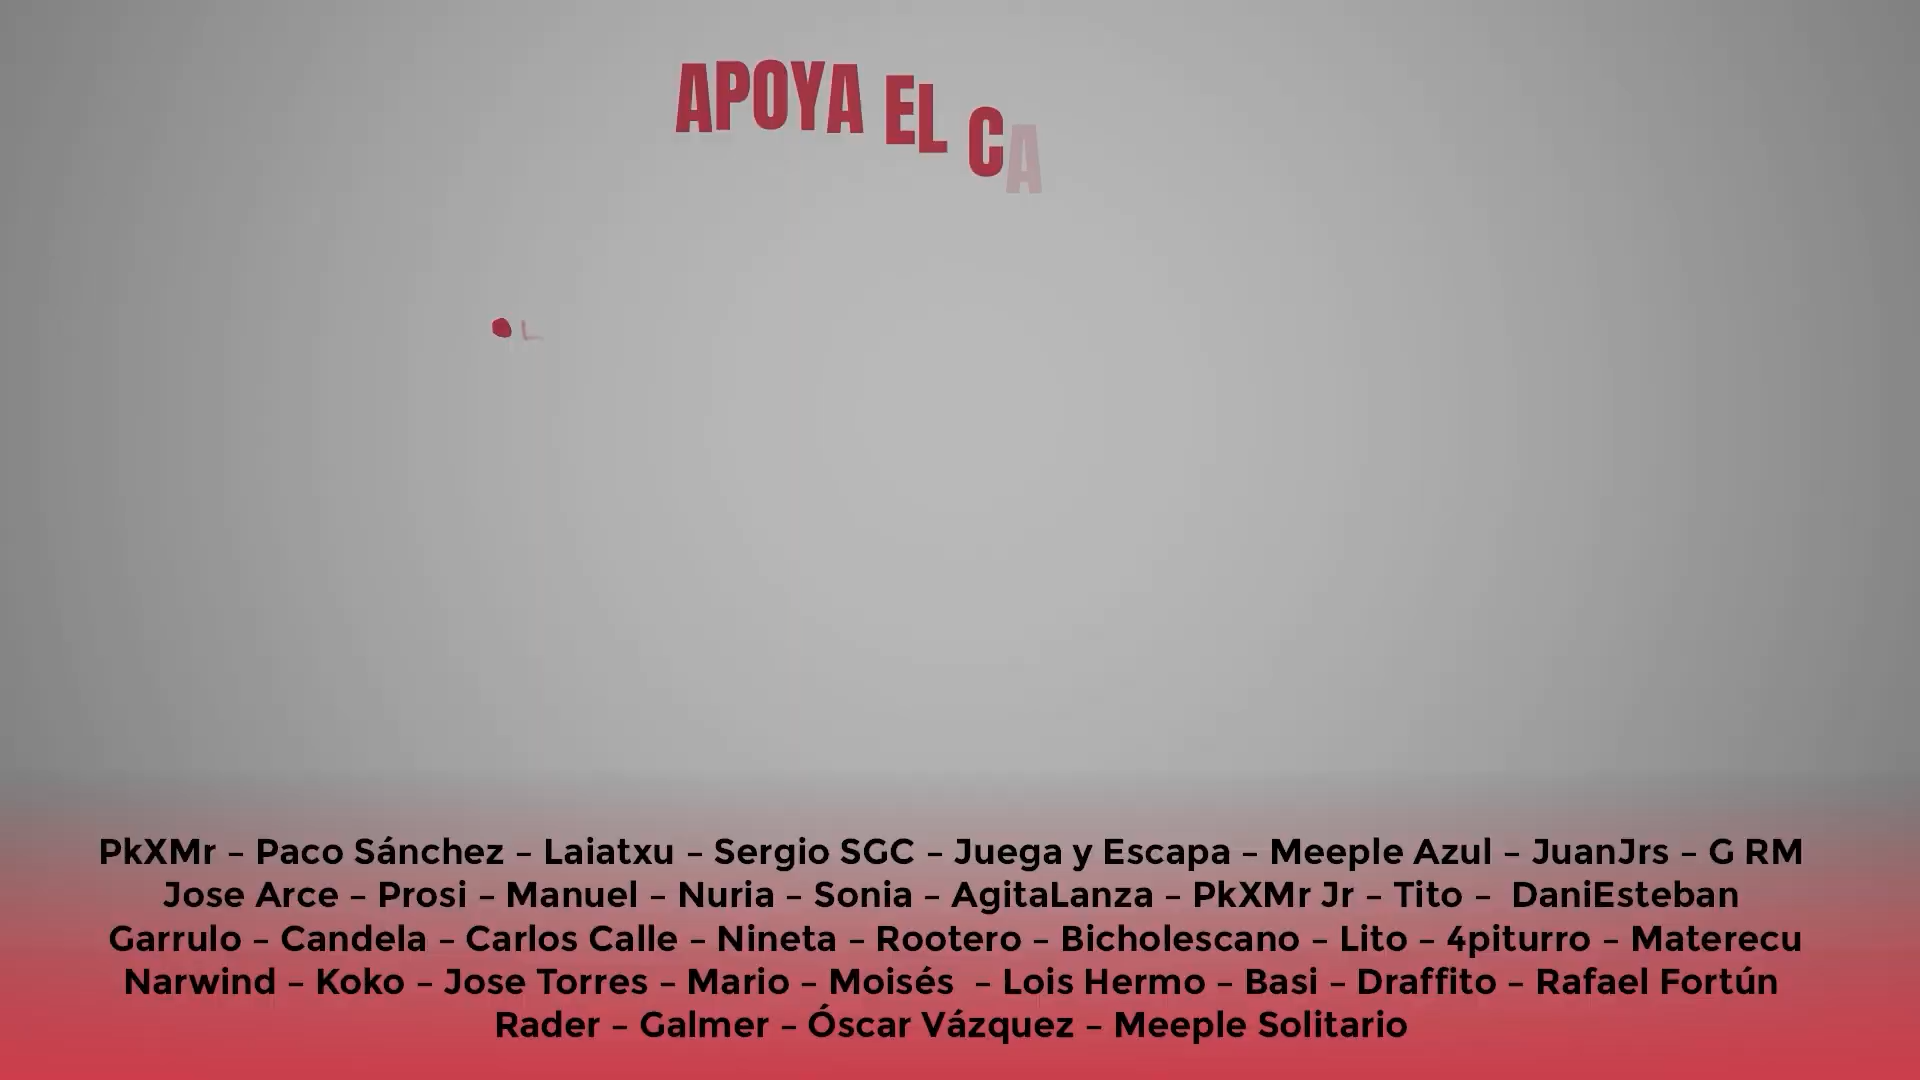 APOYA EL CA
PkXMr – Paco Sánchez – Laiatxu – Sergio SGC – Juega y Escapa – Meeple Azul – JuanJrs – G RM
Jose Arce – Prosi – Manuel – Nuria – Sonia – AgitaLanza – PkXMr Jr – Tito – DaniEsteban
Garrulo – Candela – Carlos Calle – Nineta – Rootero – Bicholescano – Lito – 4piturro – Materecu
Narwind – Koko – Jose Torres – Mario – Moisés – Lois Hermo – Basi – Draffito – Rafael Fortún
Rader – Galmer – Óscar Vázquez – Meeple Solitario